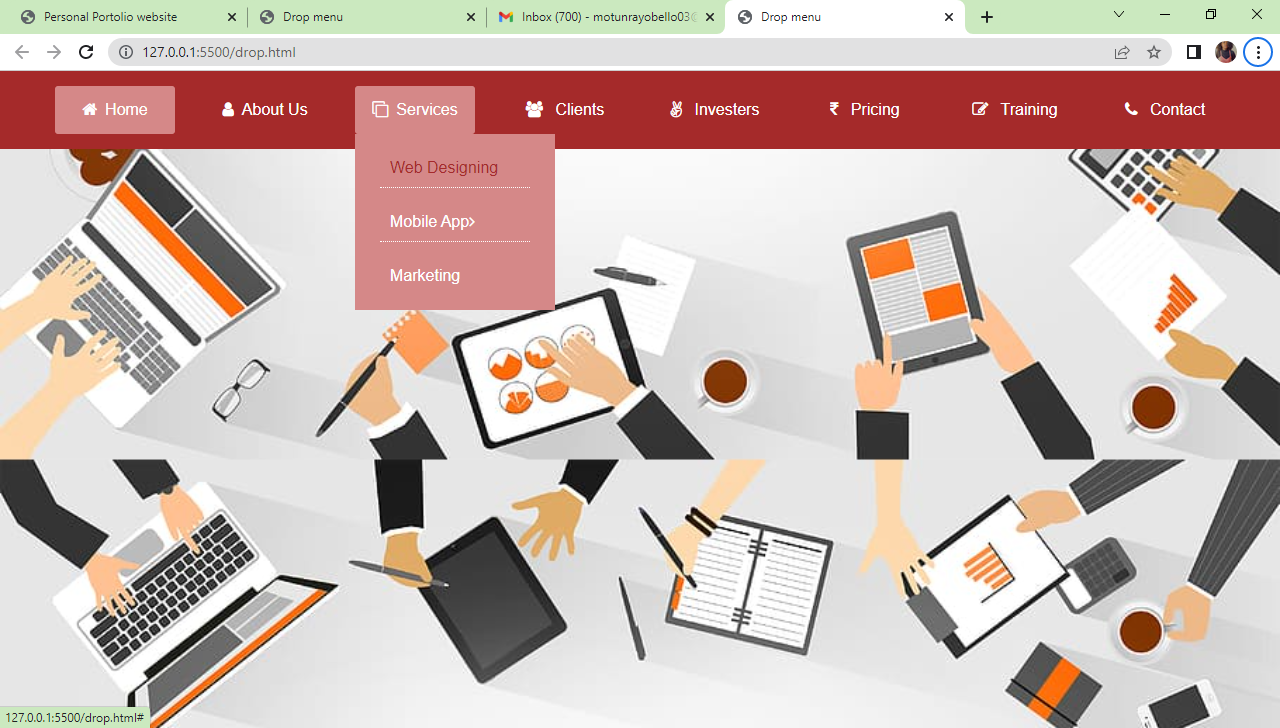 Personal Portolio website
Drop menu
Inbox (700) - motunrayobello03@
Drop menu
127.0.0.1:5500/drop.html
Home
About Us
Services
Clients
Investers
₹ Pricing
Training
Contact
Web Designing
Mobile App>
Marketing
127.0.0.1:5500/drop.html#